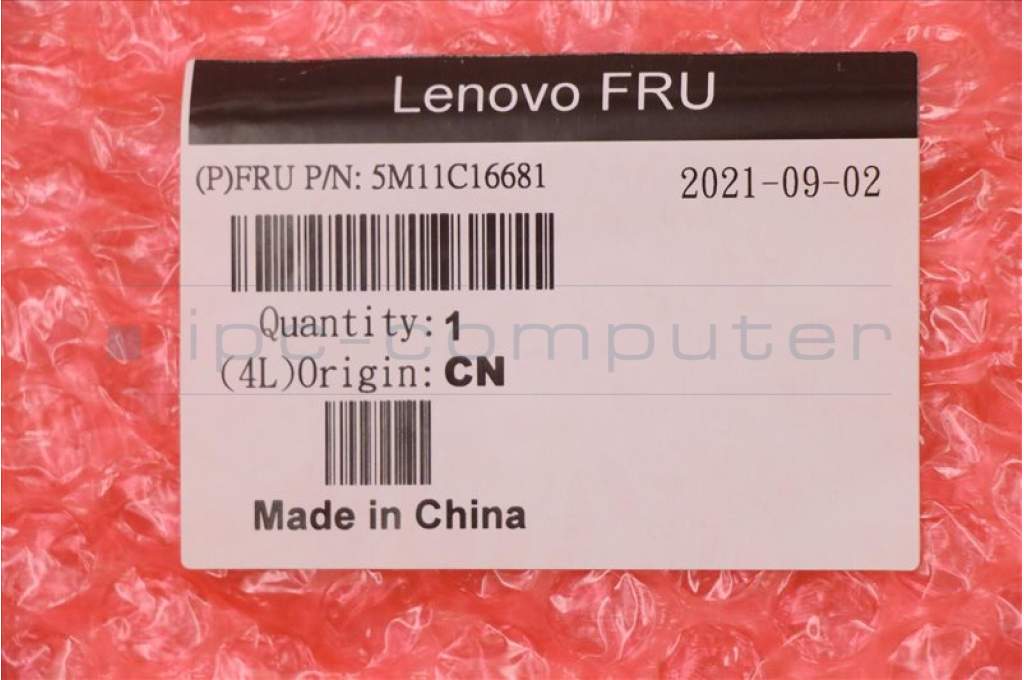 Lenovo FRU
(P)FRU P/N: 5M11C16681
2021-09-02
Quantity: 1
ipc-computer
(4L)Origin: CN
Made in China